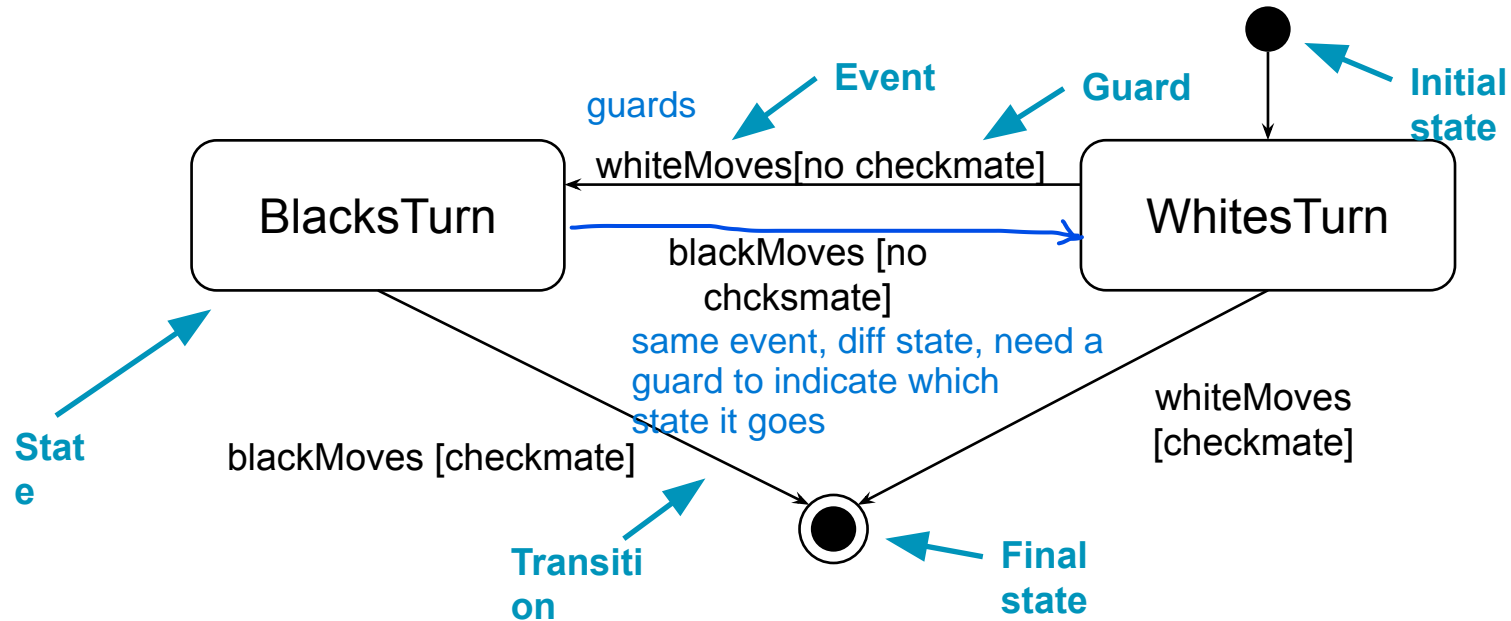 Event
Guard
Initial
state
guards
whiteMoves[no checkmate]
BlacksTurn
WhitesTurn
blackMoves [no
chcksmate]
same event, diff state, need a
guard to indicate which
state it goes
whiteMoves
[checkmate]
Stat
e
blackMoves [checkmate]
Transiti
on
Final
state